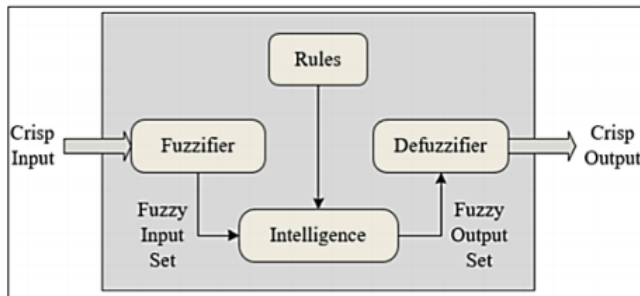 Rules
Crisp
Input
Fuzzifier
Defuzzifier
Crisp
Output
Fuzzy
Input
Set
Intelligence
Fuzzy
Output
Set